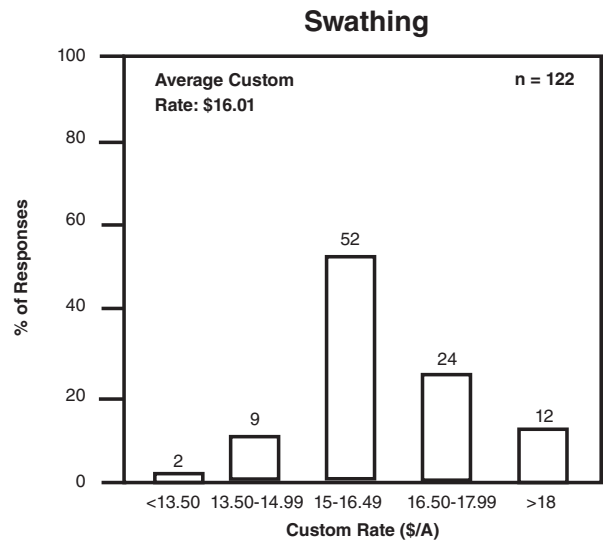 Swathing
100
Average Custom
Rate: $16.01
n = 122
80
60
40
20
0
% of Responses
2
9
52
24
12
<13.50 13.50-14.99 15-16.49 16.50-17.99 >18
Custom Rate ($/A)